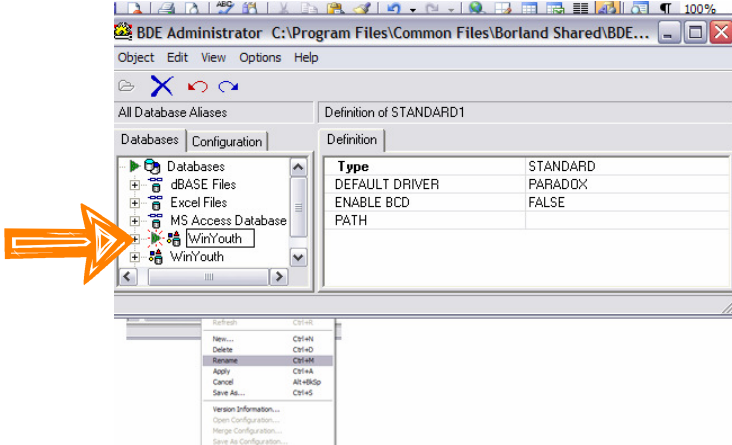 ABC
100%
BDE Administrator C:\Program Files\Common Files\Borland Shared\BDE...
Object Edit View Options Help
All Database Aliases
Definition of STANDARD1
Databases Configuration
Definition
Databases
dBASE Files
Excel Files
MS Access Database
WinYouth
WinYouth
Type STANDARD
DEFAULT DRIVER PARADOX
ENABLE BCD FALSE
PATH
Refresh Ctrl+R
New... Ctrl+N
Delete Ctrl+D
Rename Ctrl+M
Apply Ctrl+A
Cancel Alt+BkSp
Save As... Ctrl+S
Version Information...
Open Configuration...
Merge Configuration...
Save As Configuration...